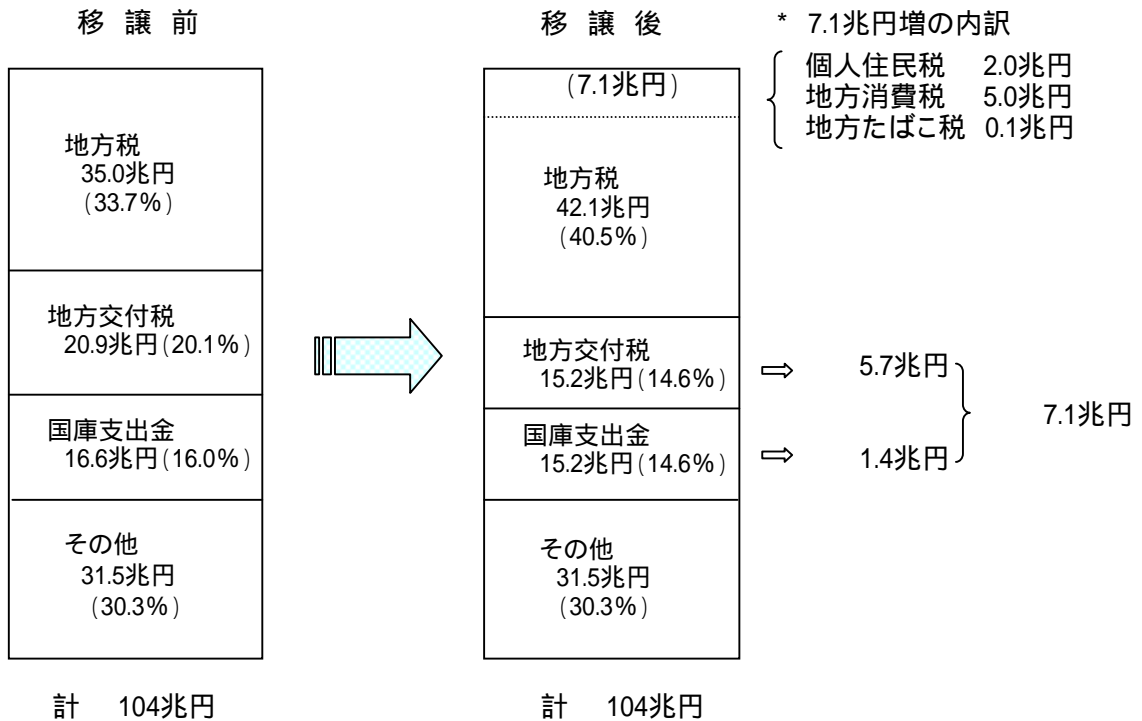 移 譲 前
地方税
35.0兆円
(33.7%)
地方交付税
20.9兆円(20.1%)
国庫支出金
16.6兆円(16.0%)
その他
31.5兆円
(30.3%)
計 104兆円
移 譲 後
(7.1兆円)
地方税
42.1兆円
(40.5%)
地方交付税
15.2兆円(14.6%)
国庫支出金
15.2兆円(14.6%)
その他
31.5兆円
(30.3%)
計 104兆円
* 7.1兆円増の内訳
個人住民税 2.0兆円
地方消費税 5.0兆円
地方たばこ税 0.1兆円
⇨ 5.7兆円
⇨ 1.4兆円
7.1兆円